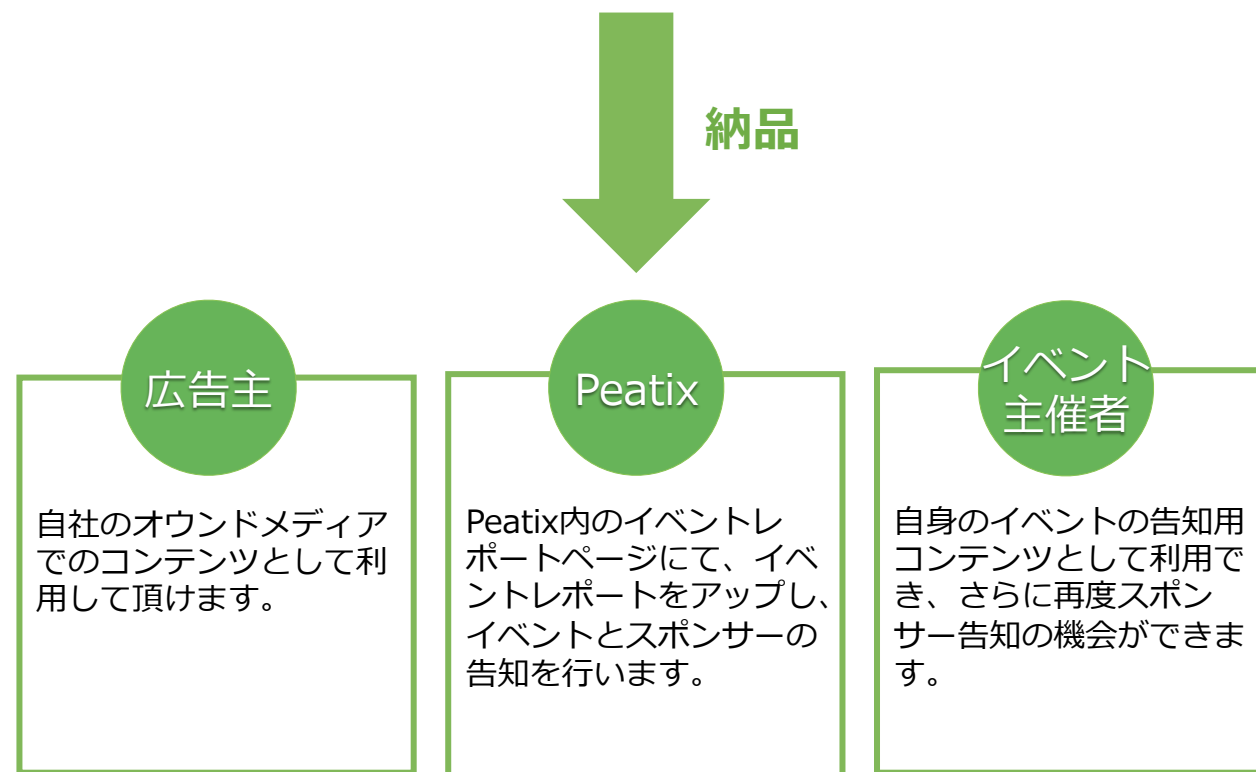 納品
広告主
自社のオウンドメディア
でのコンテンツとして利
用して頂けます。
Peatix
Peatix内のイベントレ
ポートページにて、イベ
ントレポートをアップし、
イベントとスポンサーの
告知を行います。
イベント
主催者
自身のイベントの告知用
コンテンツとして利用で
き、さらに再度スポン
サー告知の機会ができま
す。